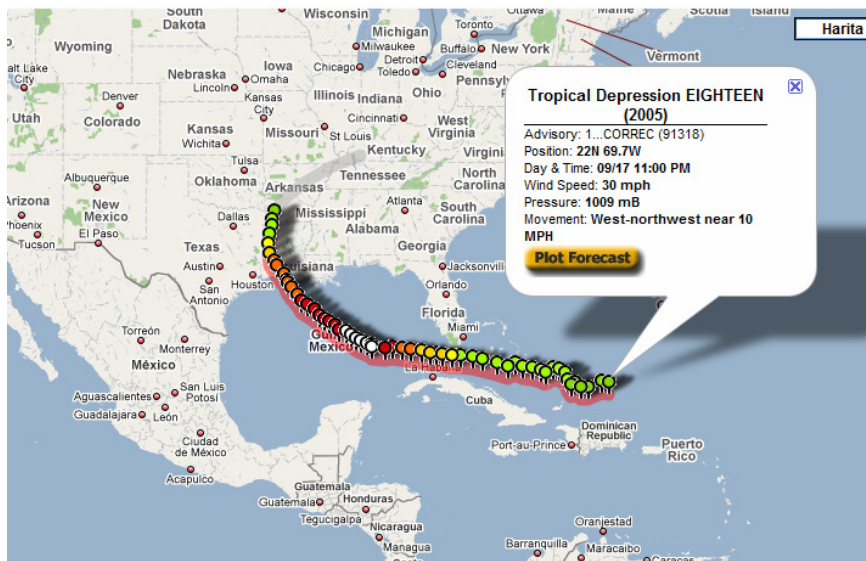 South
Dakota
Wisconsin
Michigan
Toronto
Ottawa
Maine
Nova
Scotia
Island
Harita
Wyoming
Milwaukee
Buffalo
New York
Vermont
Salt Lake
City
Nebraska
Iowa
Omaha
Lincoln
Chicago
Detroit
Toledo
Cleveland
Pennsylvania
Denver
Utah
Colorado
Kansas
City
Kansas
Wichita
Illinois
Indiana
Ohio
Cincinnati
Missouri
St Louis
West
Virginia
Kentucky
Virginia
Tulsa
Oklahoma
Tennessee
North
Carolina
Albuquerque
Arizona
Phoenix
Tucson
New
Mexico
El Paso
Arkansas
Dallas
Mississippi
Alabama
Atlanta
South
Carolina
Georgia
Texas
Austin
San
Antonio
Houston
Louisiana
Jacksonville
Orlando
Florida
Miami
Tropical Depression EIGHTEEN
(2005)
Advisory: 1...CORREC (91318)
Position: 22N 69.7W
Day & Time: 09/17 11:00 PM
Wind Speed: 30 mph
Pressure: 1009 mB
Movement: West-northwest near 10
MPH
Plot Forecast
Torreón
Monterrey
México
Mexico
La Habana
Cuba
Aguascalientes
San Luis
Potosí
León
Guadalajara
Ciudad
de México
Acapulco
Port-au-Prince
Dominican
Republic
Puerto
Rico
Guatemala
Guatemala
Honduras
Tegucigalpa
Nicaragua
Managua
Oranjestad
Barranquilla
Maracaibo
Caracas